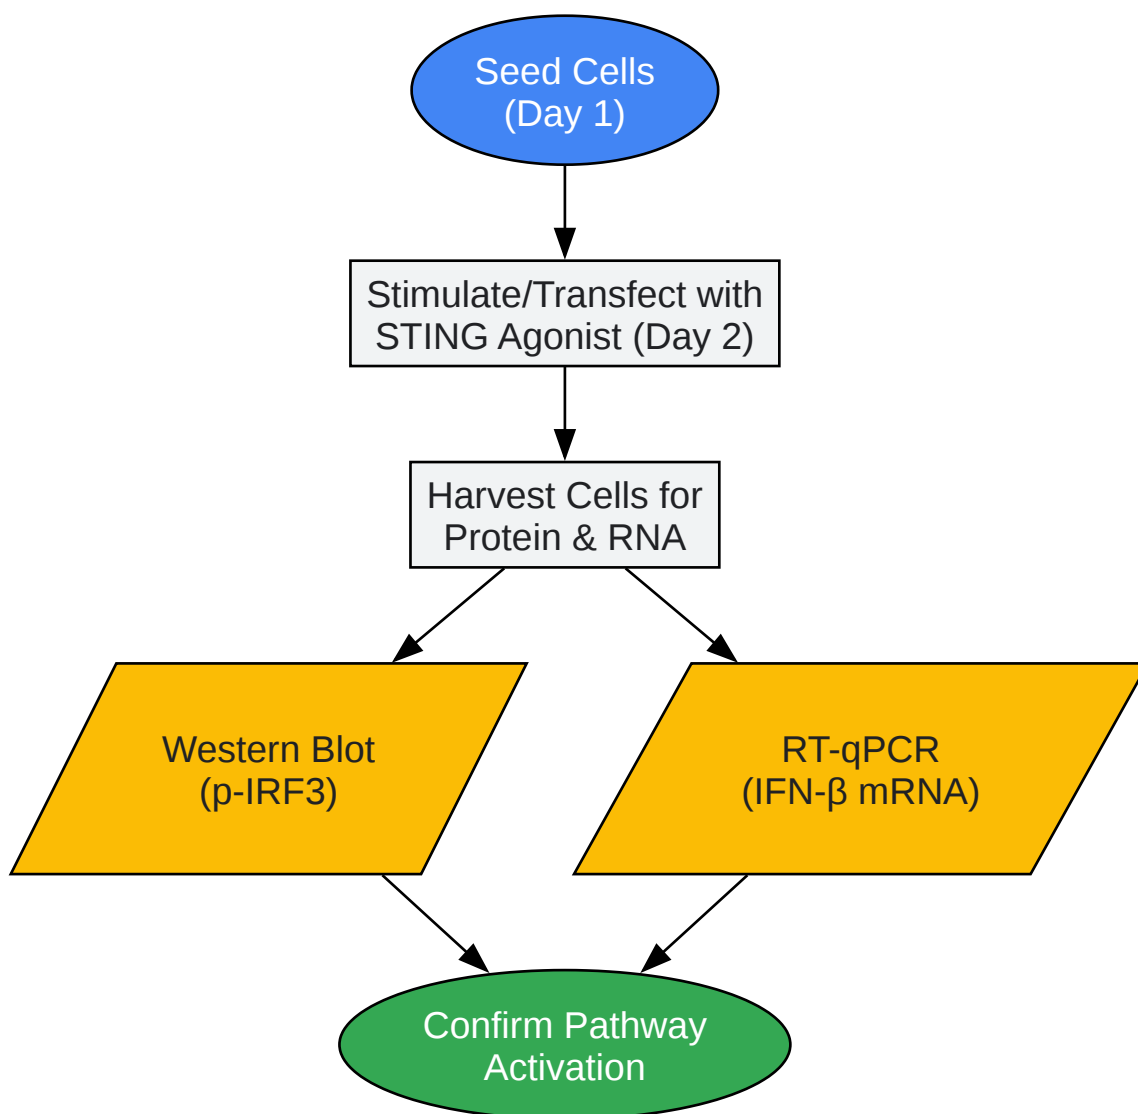 Seed Cells
(Day 1)
Stimulate/Transfect with
STING Agonist (Day 2)
Harvest Cells for
Protein & RNA
Western Blot
(p-IRF3)
RT-qPCR
(IFN-β mRNA)
Confirm Pathway
Activation